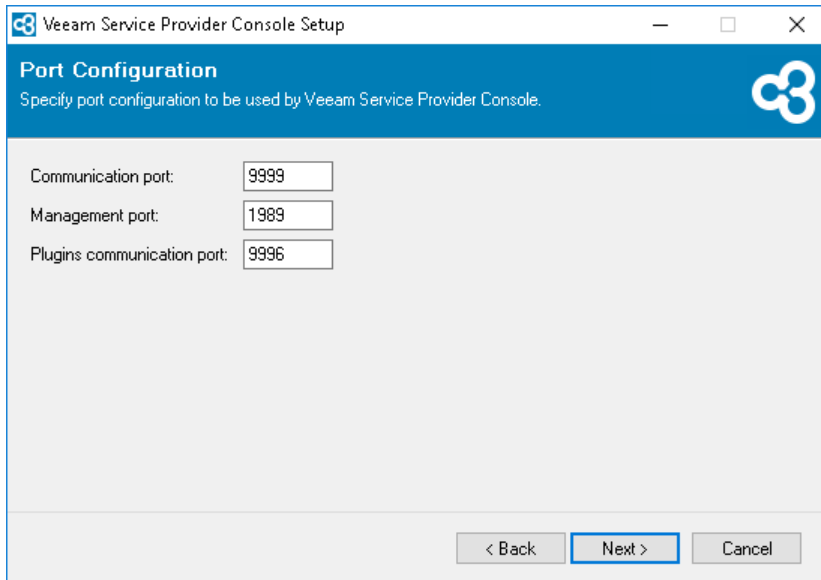 Veeam Service Provider Console Setup
Port Configuration
Specify port configuration to be used by Veeam Service Provider Console.
Communication port: 9999
Management port: 1989
Plugins communication port: 9996
< Back Next > Cancel